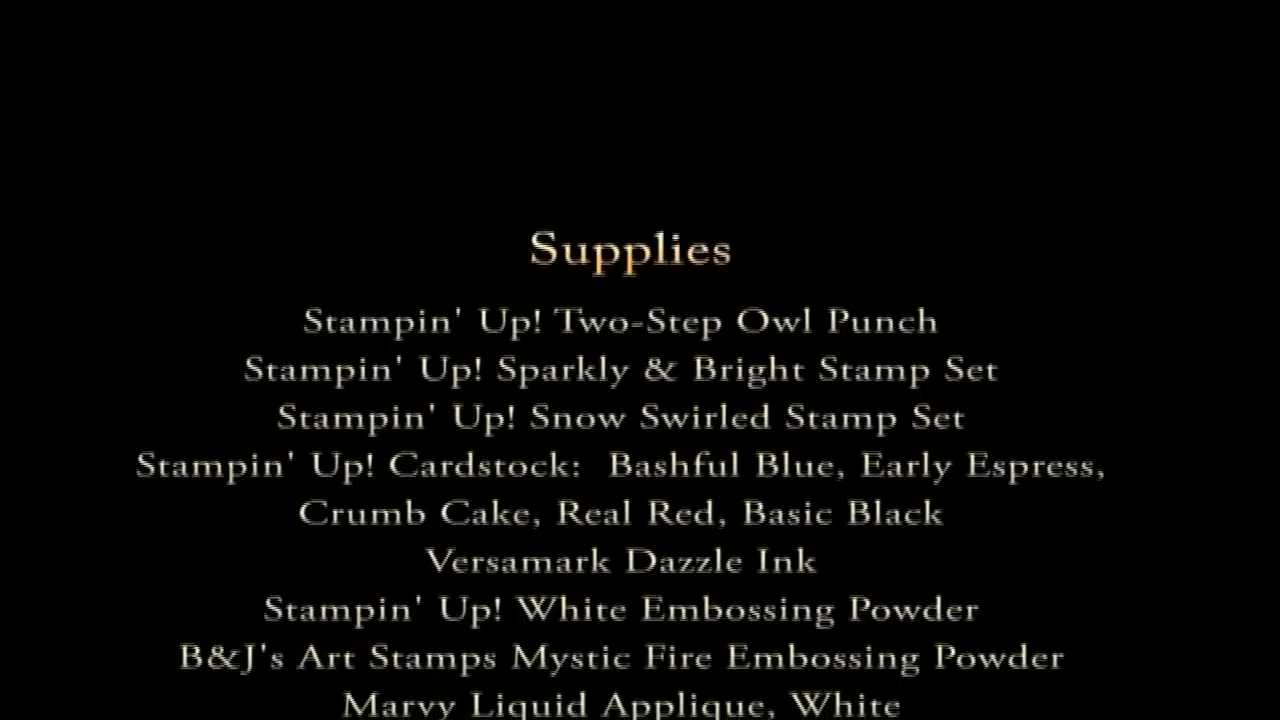 Supplies
Stampin' Up! Two-Step Owl Punch
Stampin' Up! Sparkly & Bright Stamp Set
Stampin' Up! Snow Swirled Stamp Set
Stampin' Up! Cardstock:  Bashful Blue, Early Espress,
Crumb Cake, Real Red, Basic Black
Versamark Dazzle Ink
Stampin' Up! White Embossing Powder
B&J's Art Stamps Mystic Fire Embossing Powder
Marvy Liquid Applique, White